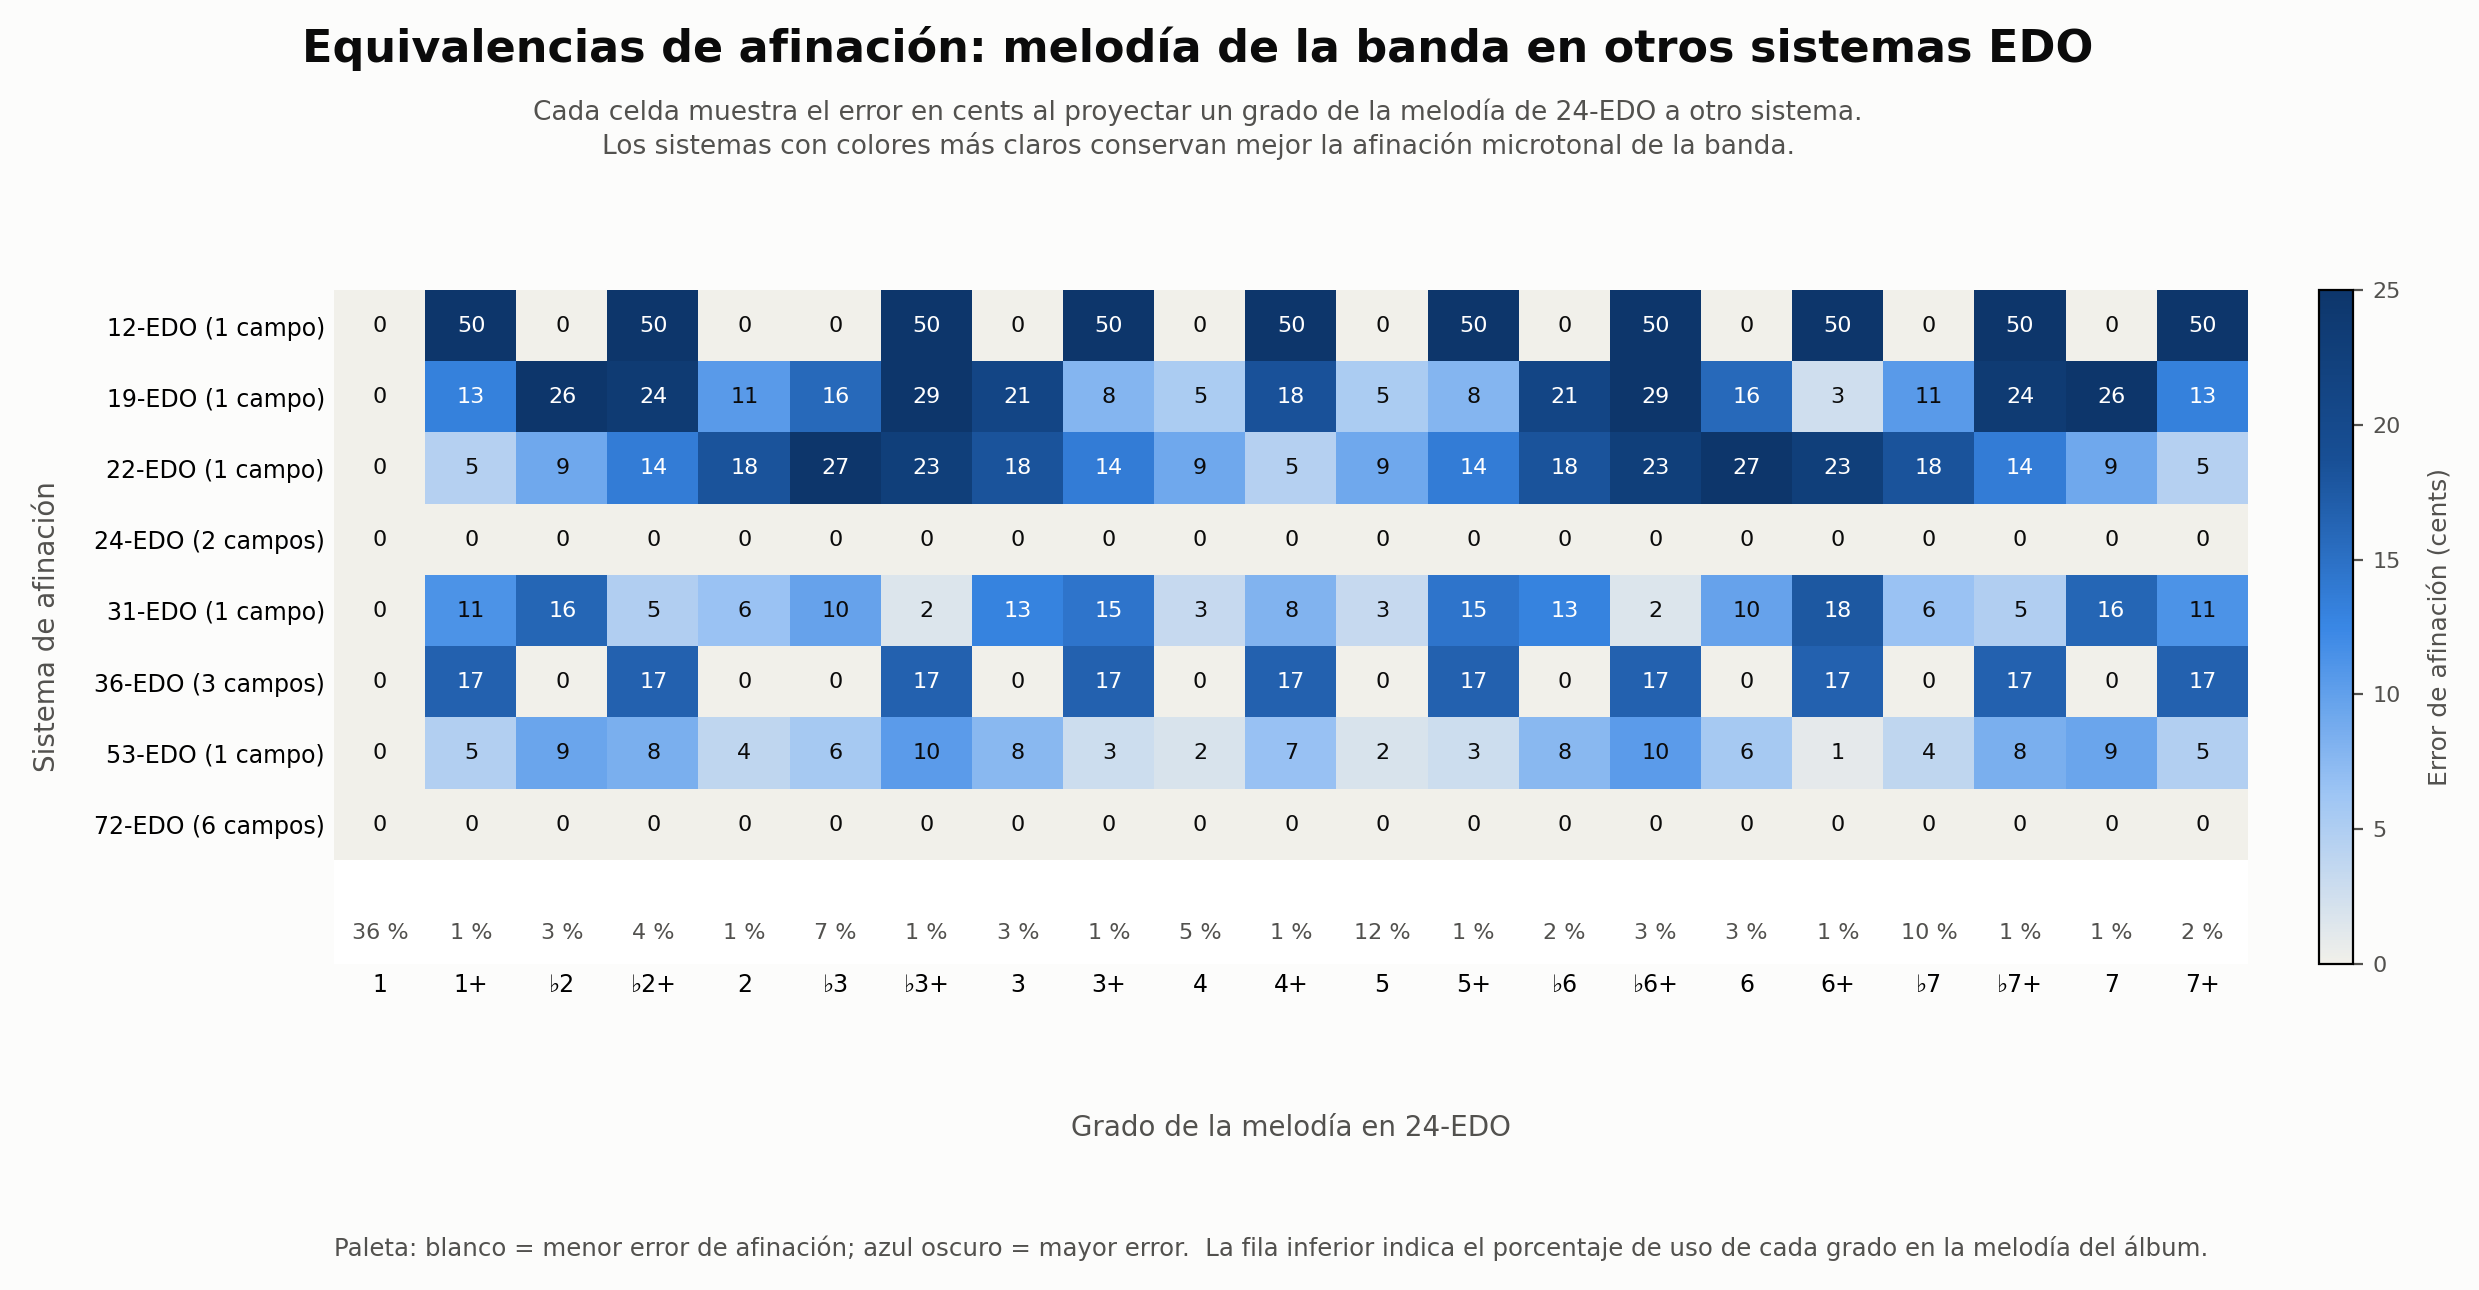 Equivalencias de afinación: melodía de la banda en otros sistemas EDO
Cada celda muestra el error en cents al proyectar un grado de la melodía de 24-EDO a otro sistema.
Los sistemas con colores más claros conservan mejor la afinación microtonal de la banda.
Sistema de afinación
12-EDO (1 campo) 0 50 0 50 0 0 50 0 50 0 50 0 50 0 50 0 50 0 50 0 50
19-EDO (1 campo) 0 13 26 24 11 16 29 21 8 5 18 5 8 21 29 16 3 11 24 26 13
22-EDO (1 campo) 0 5 9 14 18 27 23 18 14 9 5 9 14 18 23 27 23 18 14 9 5
24-EDO (2 campos) 0 0 0 0 0 0 0 0 0 0 0 0 0 0 0 0 0 0 0 0 0
31-EDO (1 campo) 0 11 16 5 6 10 2 13 15 3 8 3 15 13 2 10 18 6 5 16 11
36-EDO (3 campos) 0 17 0 17 0 0 17 0 17 0 17 0 17 0 17 0 17 0 17 0 17
53-EDO (1 campo) 0 5 9 8 4 6 10 8 3 2 7 2 3 8 10 6 1 4 8 9 5
72-EDO (6 campos) 0 0 0 0 0 0 0 0 0 0 0 0 0 0 0 0 0 0 0 0 0
36 % 1 % 3 % 4 % 1 % 7 % 1 % 3 % 1 % 5 % 1 % 12 % 1 % 2 % 3 % 3 % 1 % 10 % 1 % 1 % 2 %
1 1+ ♭2 ♭2+ 2 ♭3 ♭3+ 3 3+ 4 4+ 5 5+ ♭6 ♭6+ 6 6+ ♭7 ♭7+ 7 7+
Grado de la melodía en 24-EDO
25
20
15
10
5
0
Error de afinación (cents)
Paleta: blanco = menor error de afinación; azul oscuro = mayor error. La fila inferior indica el porcentaje de uso de cada grado en la melodía del álbum.